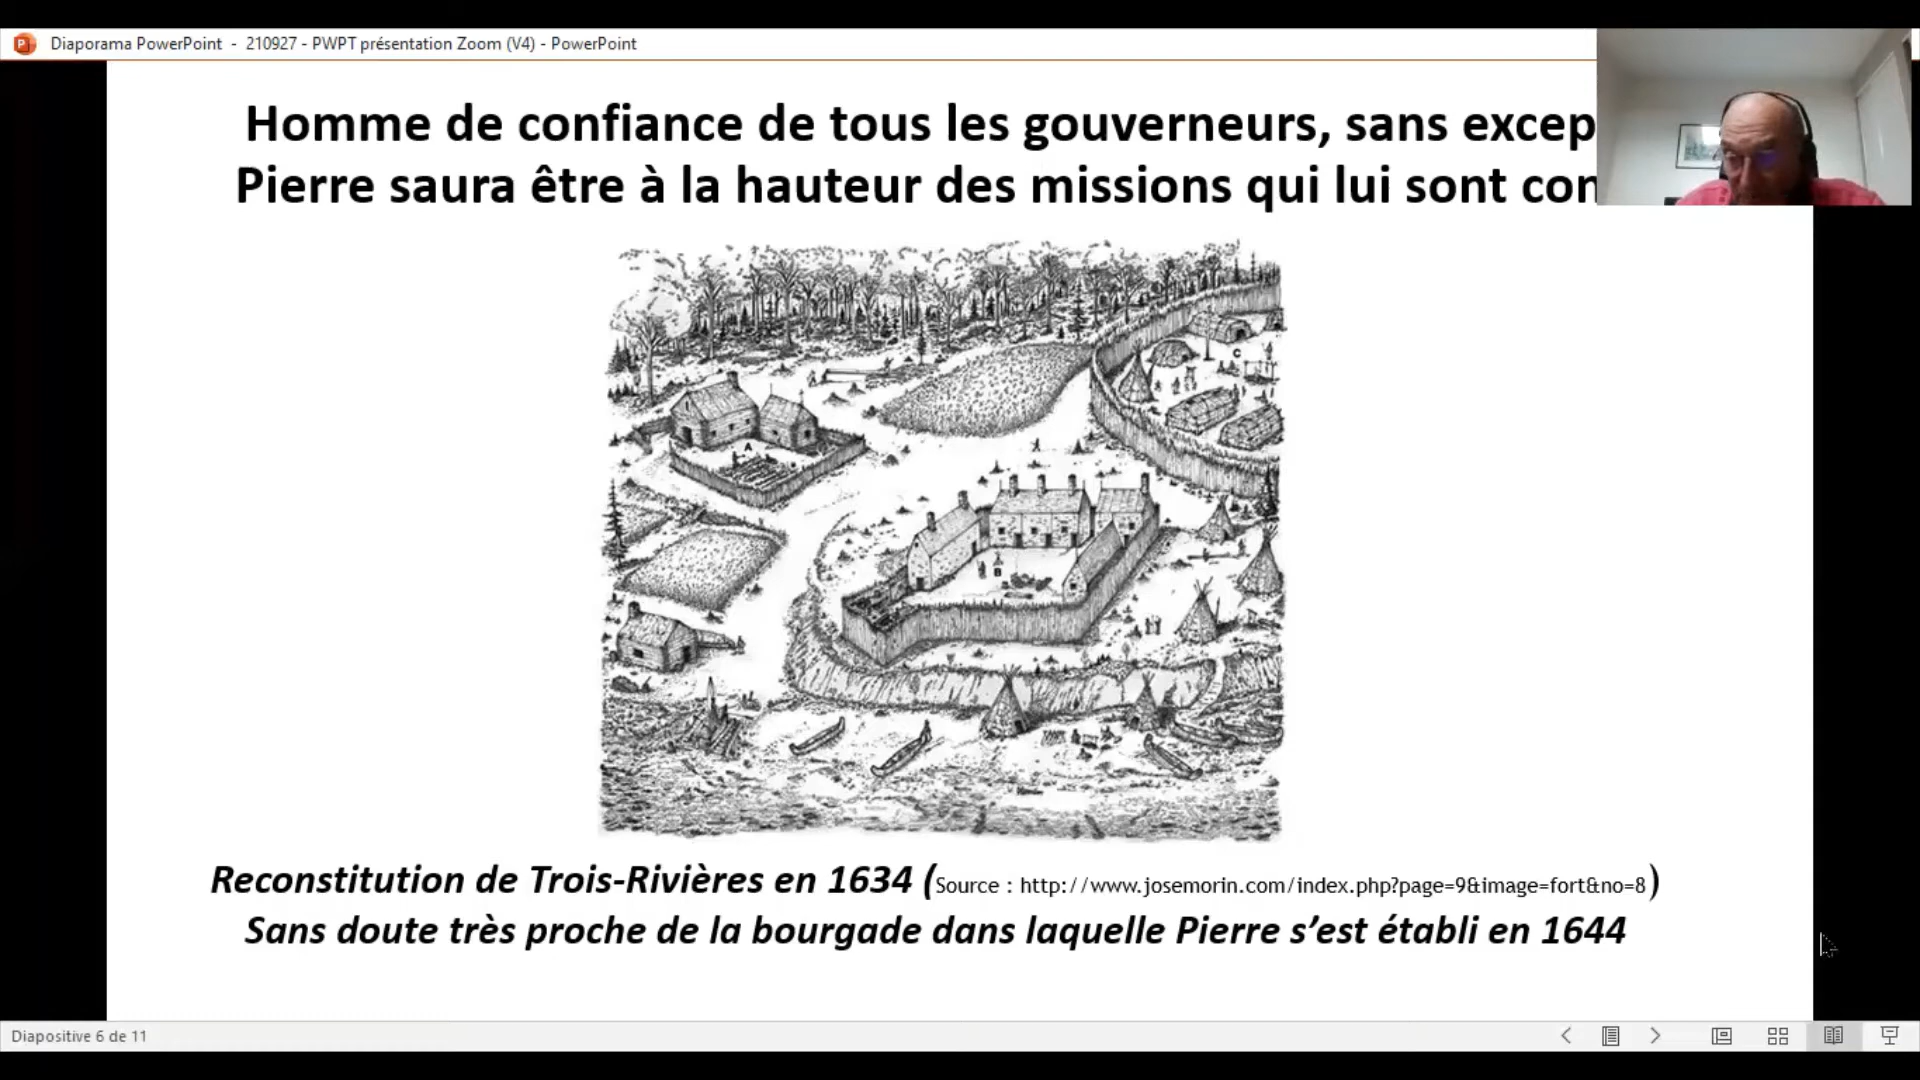 Diaporama PowerPoint - 210927 - PWPT présentation Zoom (V4) - PowerPoint
Homme de confiance de tous les gouverneurs, sans excep
Pierre saura être à la hauteur des missions qui lui sont con
C
A
B
Reconstitution de Trois-Rivières en 1634 (Source : http://www.josemorin.com/index.php?page=9&image=fort&no=8)
Sans doute très proche de la bourgade dans laquelle Pierre s’est établi en 1644
Diapositive 6 de 11